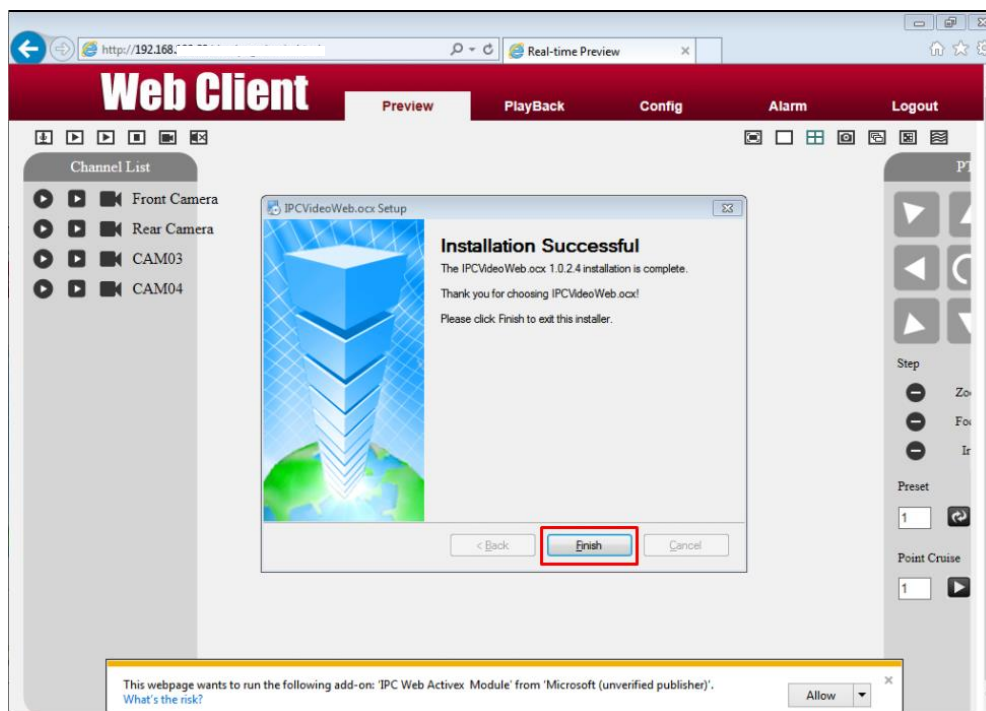 http://192.168.
Real-time Preview
Web Client
Preview
PlayBack
Config
Alarm
Logout
Channel List
Front Camera
Rear Camera
CAM03
CAM04
IPCVideoWeb.ocx Setup
Installation Successful
The IPCVideoWeb.ocx 1.0.2.4 installation is complete.
Thank you for choosing IPCVideoWeb.ocx!
Please click Finish to exit this installer.
< Back
Finish
Cancel
Step
Preset
1
Point Cruise
1
This webpage wants to run the following add-on: 'IPC Web Activex Module' from 'Microsoft (unverified publisher)'.
What's the risk?
Allow